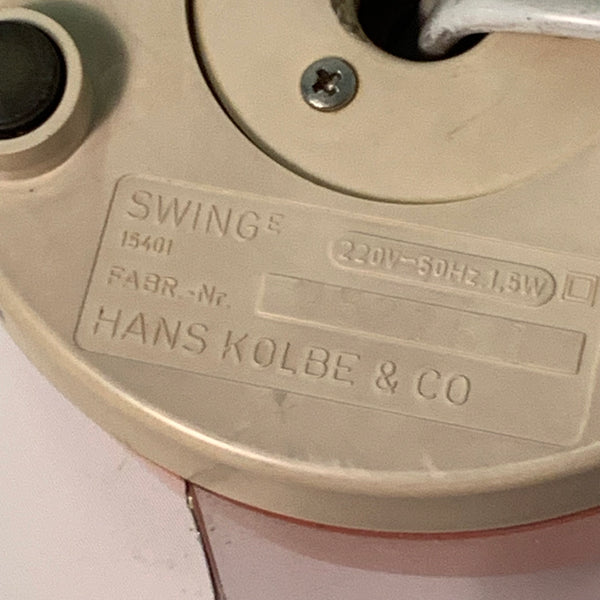 SWING E
15401
220V~50Hz.1,5W
FABR.-Nr.
HANS KOLBE & CO